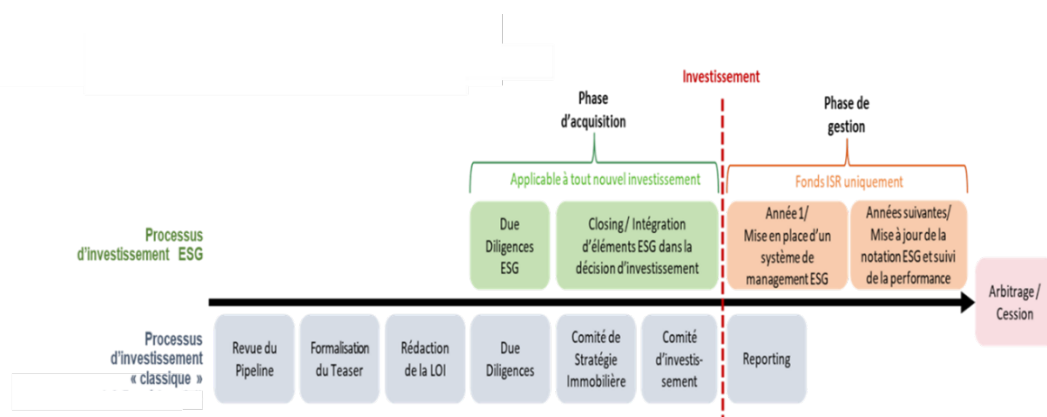 Investissement
Phase
d'acquisition
Phase de
gestion
Applicable à tout nouvel investissement
Fonds ISR uniquement
Processus
d'investissement ESG
Due
Diligences
ESG
Closing / Intégration
d'éléments ESG dans la
décision d'investissement
Année 1/
Mise en place d'un
système de
management ESG
Années suivantes/
Mise à jour de la
notation ESG et suivi
de la performance
Arbitrage /
Cession
Processus
d'investissement
« classique »
Revue du
Pipeline
Formalisation
du Teaser
Rédaction
de la LOI
Due
Diligences
Comité de
Stratégie
Immobilière
Comité
d'investis-
sement
Reporting